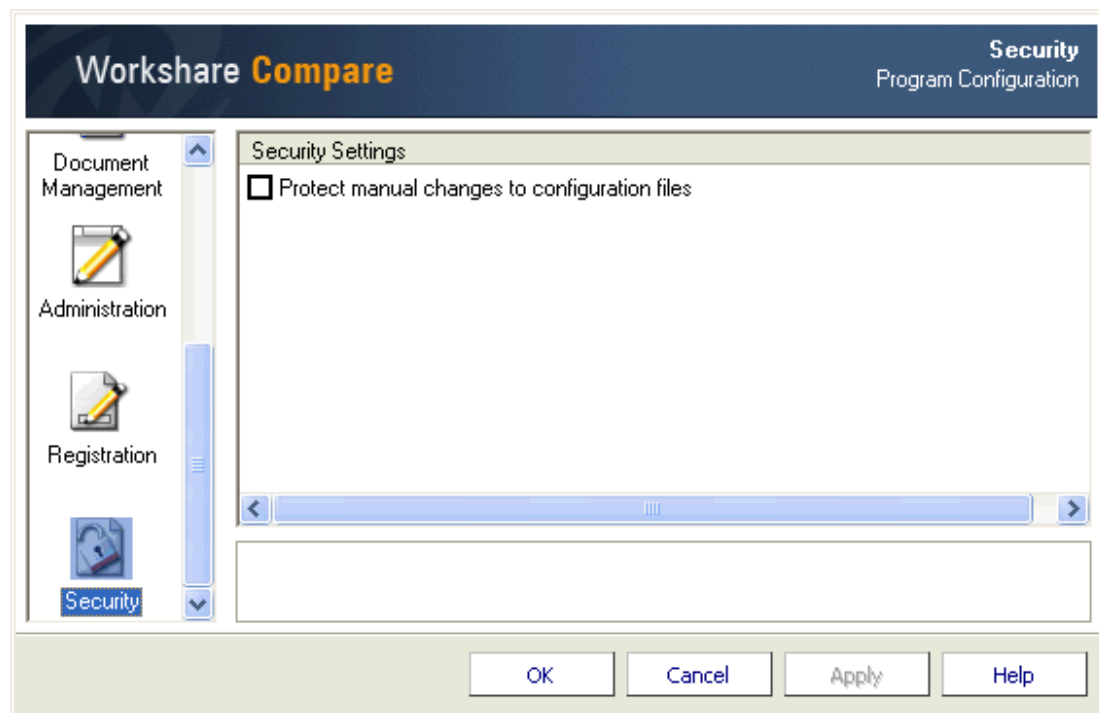 Workshare Compare
Security
Program Configuration
Document
Management
Administration
Registration
Security
Security Settings
Protect manual changes to configuration files
OK
Cancel
Apply
Help